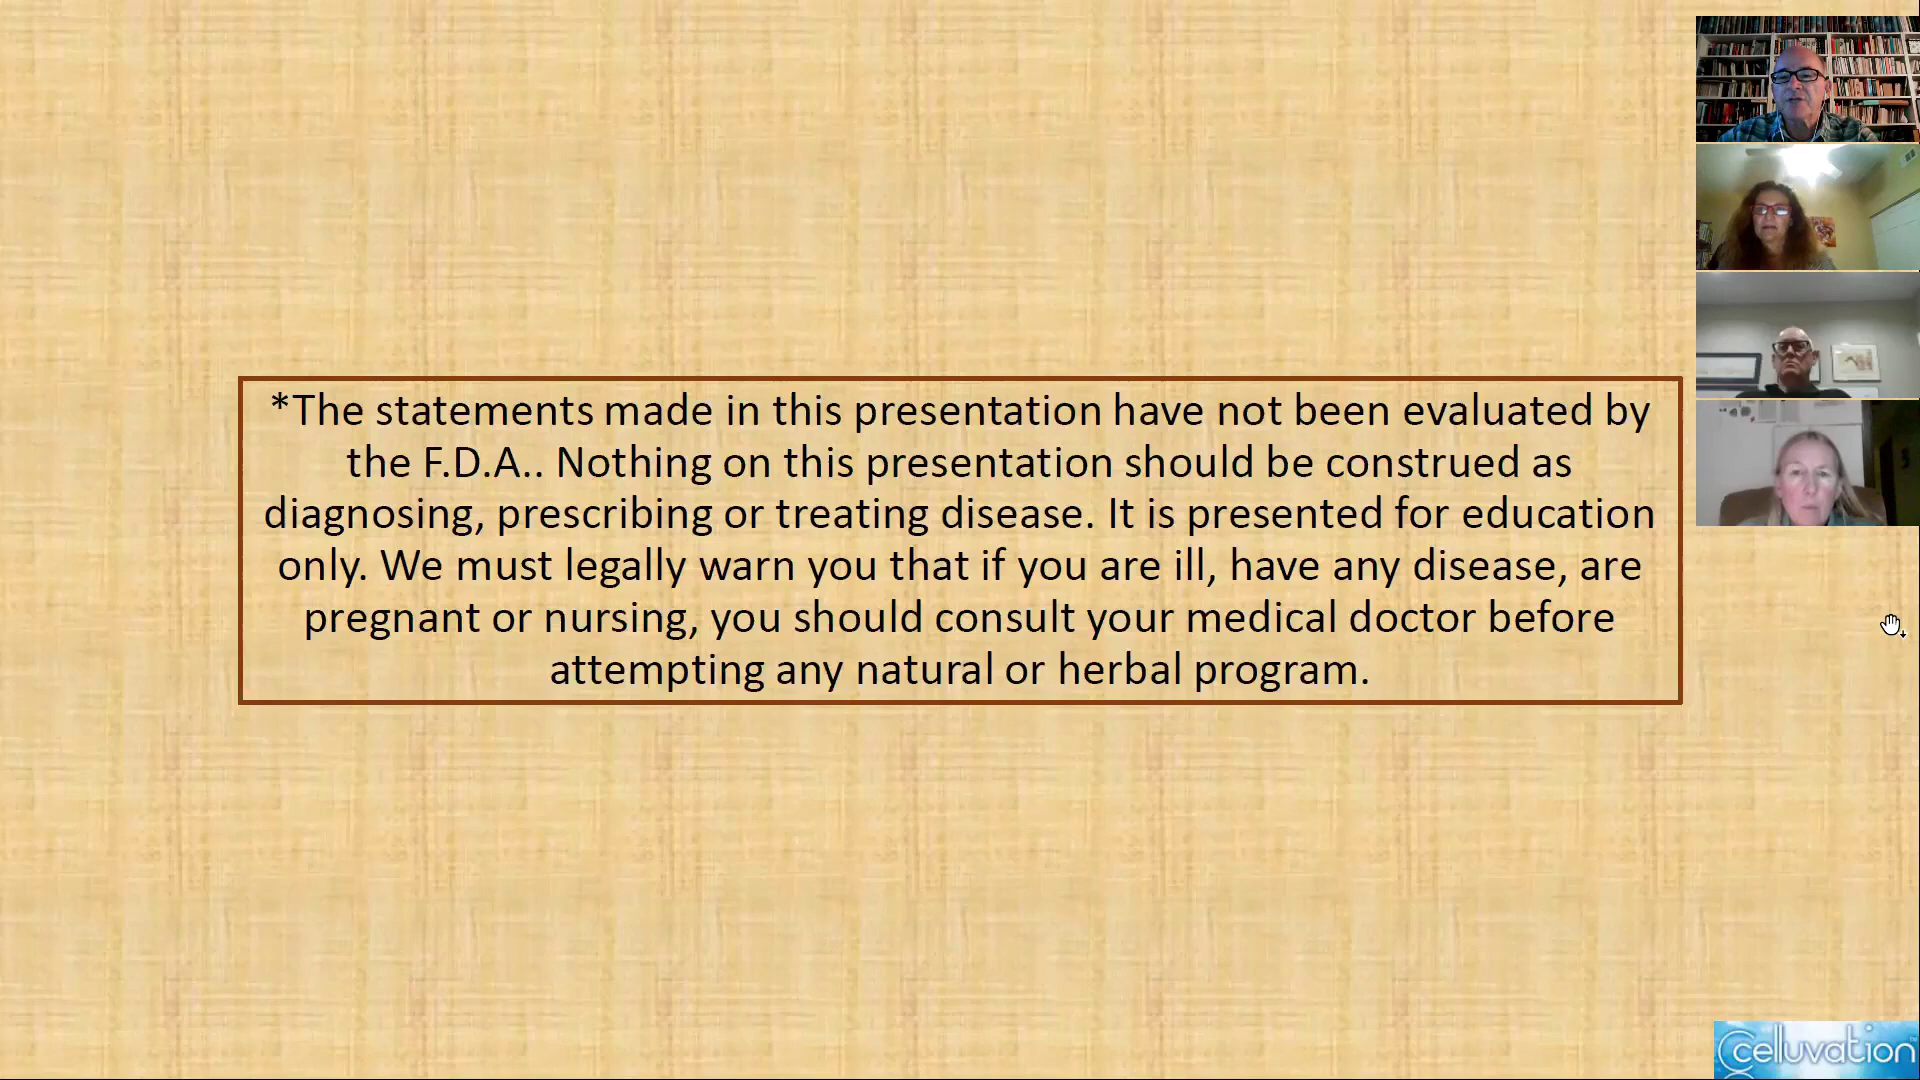 *The statements made in this presentation have not been evaluated by
the F.D.A.. Nothing on this presentation should be construed as
diagnosing, prescribing or treating disease. It is presented for education
only. We must legally warn you that if you are ill, have any disease, are
pregnant or nursing, you should consult your medical doctor before
attempting any natural or herbal program.
celluvation